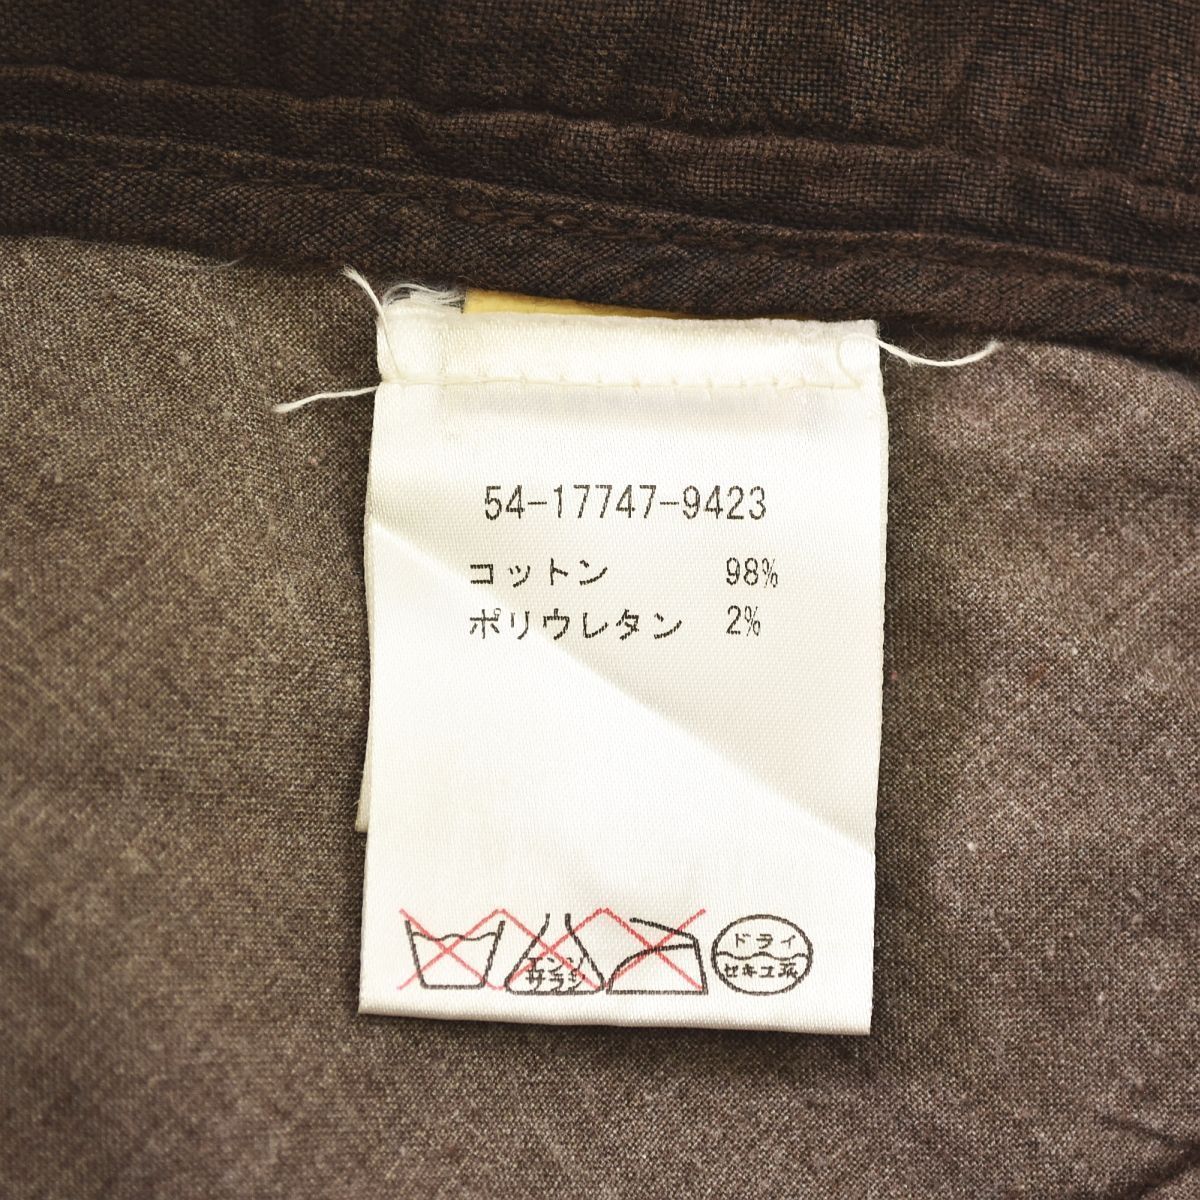 54-17747-9423
コットン 98%
ポリウレタン 2%
エンソ ドライ
サラシ セキユ系